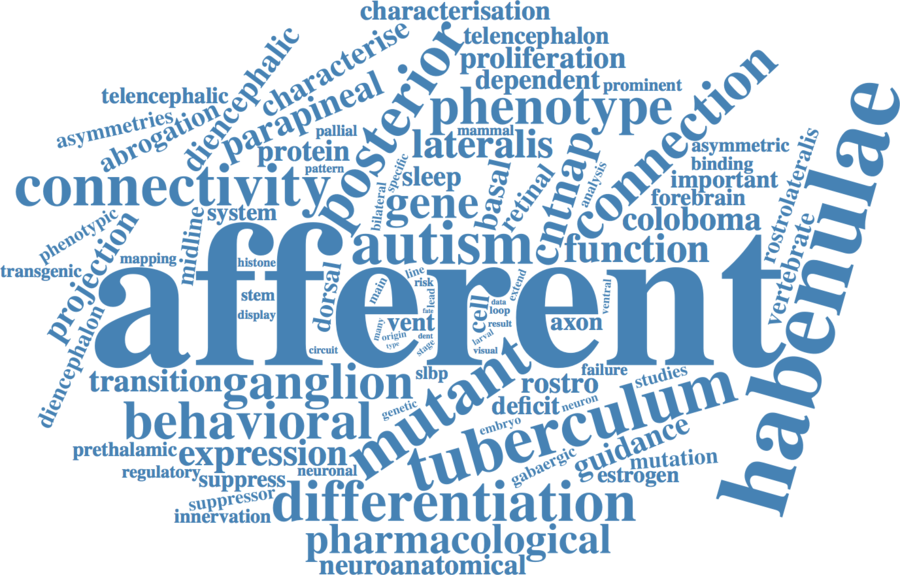 characterisation
telencephalon
characterise
proliferation
diencephalic
posterior
dependent
prominent
telencephalic
asymmetries
abrogation
parapineal
phenotype
connection
habenulae
pallial
mammal
lateralis
protein
pattern
asymmetric
binding
rostrolateralis
connectivity
bilateral
specific
sleep
basal
retinal
analysis
cntnap
important
forebrain
coloboma
gene
system
midline
phenotypic
projection
transgenic
mapping
histone
autism
function
vertebrate
afferent
stem
display
dorsal
circuit
main
line
risk
lead
fate
many
origin
type
vent
dent
stage
cell
data
loop
result
larval
visual
extend
axon
ventral
diencephalon
transition
ganglion
slbp
mutant
rostro
failure
studies
deficit
neuron
tuberculum
behavioral
genetic
embryo
guidance
prethalamic
expression
regulatory
suppress
neuronal
gabaergic
mutation
estrogen
suppressor
innervation
differentiation
pharmacological
neuroanatomical